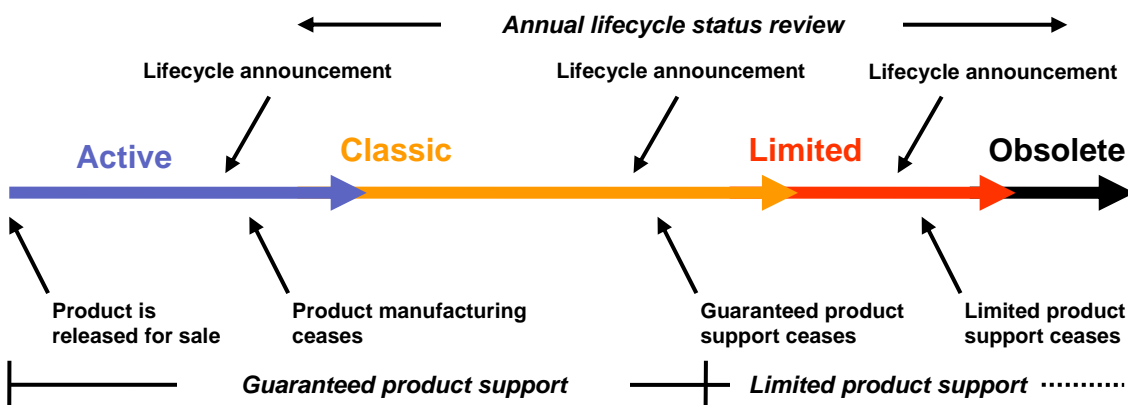 Annual lifecycle status review
Lifecycle announcement
Lifecycle announcement
Lifecycle announcement
Active
Classic
Limited
Obsolete
Product is
released for sale
Product manufacturing
ceases
Guaranteed product
support ceases
Limited product
support ceases
Guaranteed product support
Limited product support